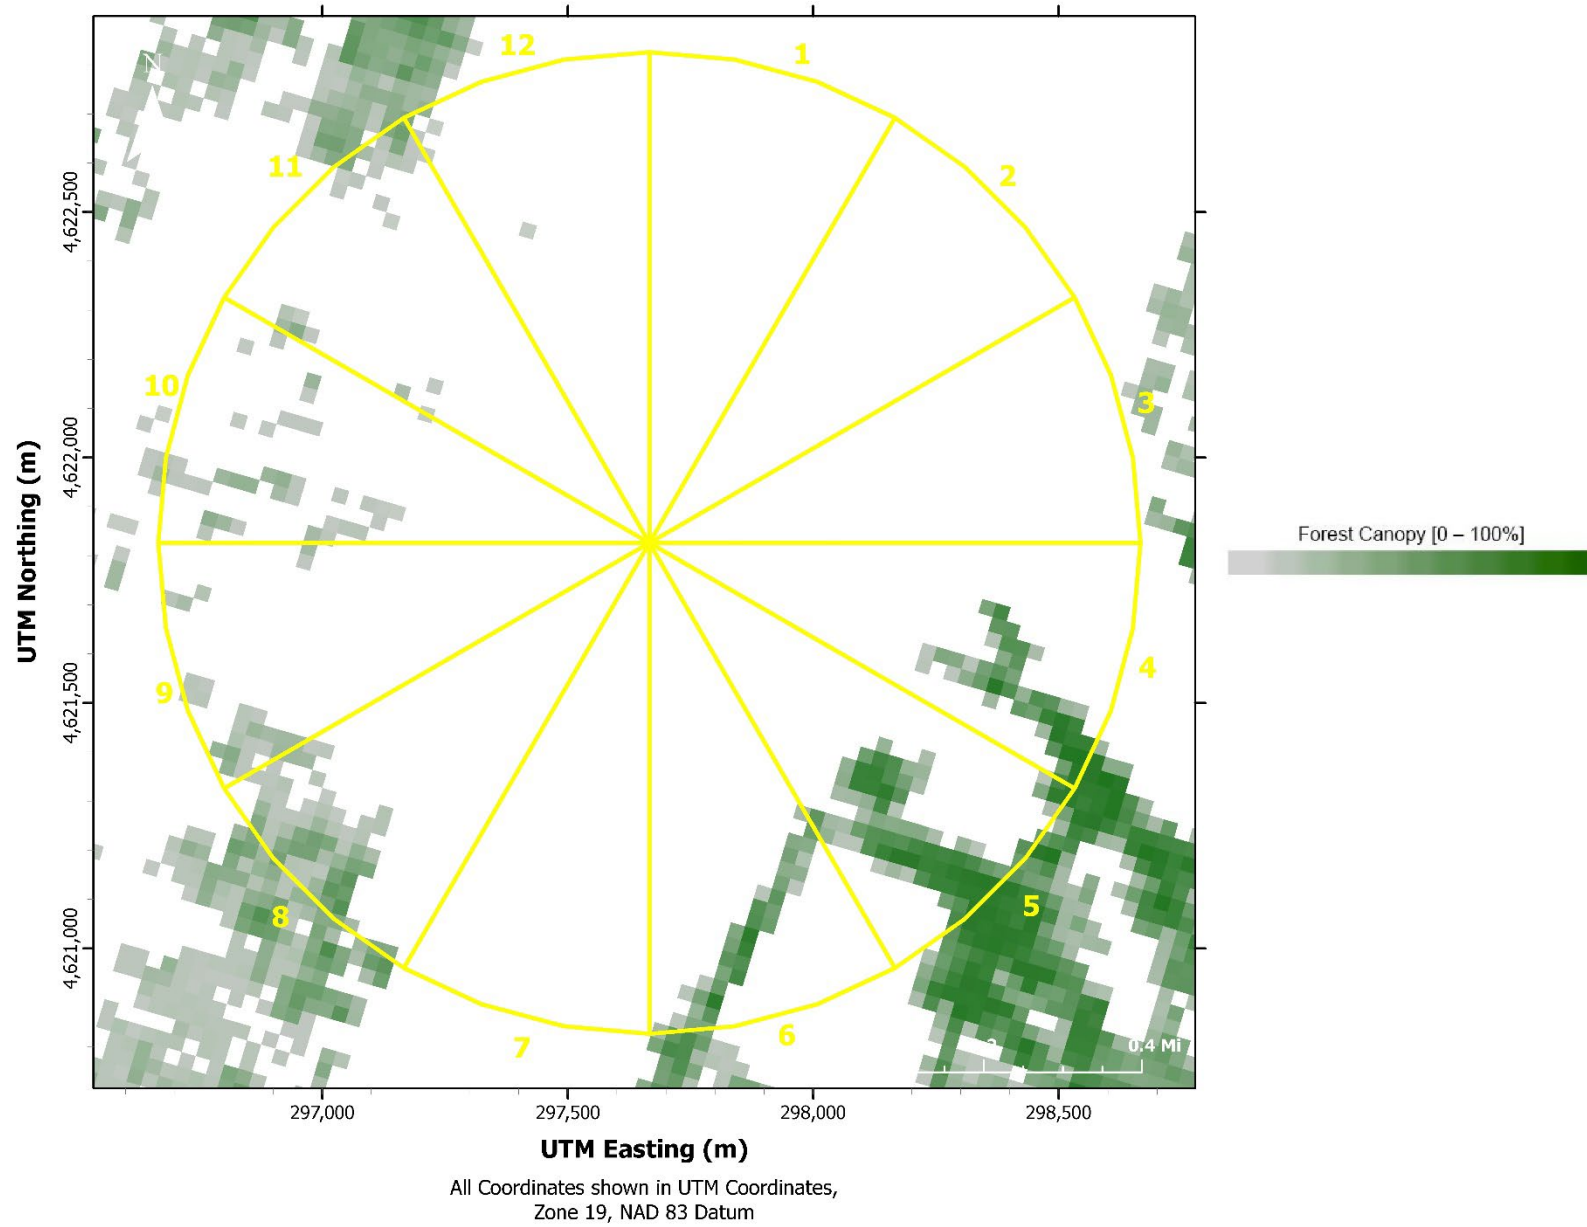 N
12
1
11
2
10
3
9
4
8
5
7
6
0.4 Mi
4,622,500
4,622,000
4,621,500
4,621,000
UTM Northing (m)
297,000
297,500
298,000
298,500
UTM Easting (m)
All Coordinates shown in UTM Coordinates,
Zone 19, NAD 83 Datum
Forest Canopy [0 – 100%]